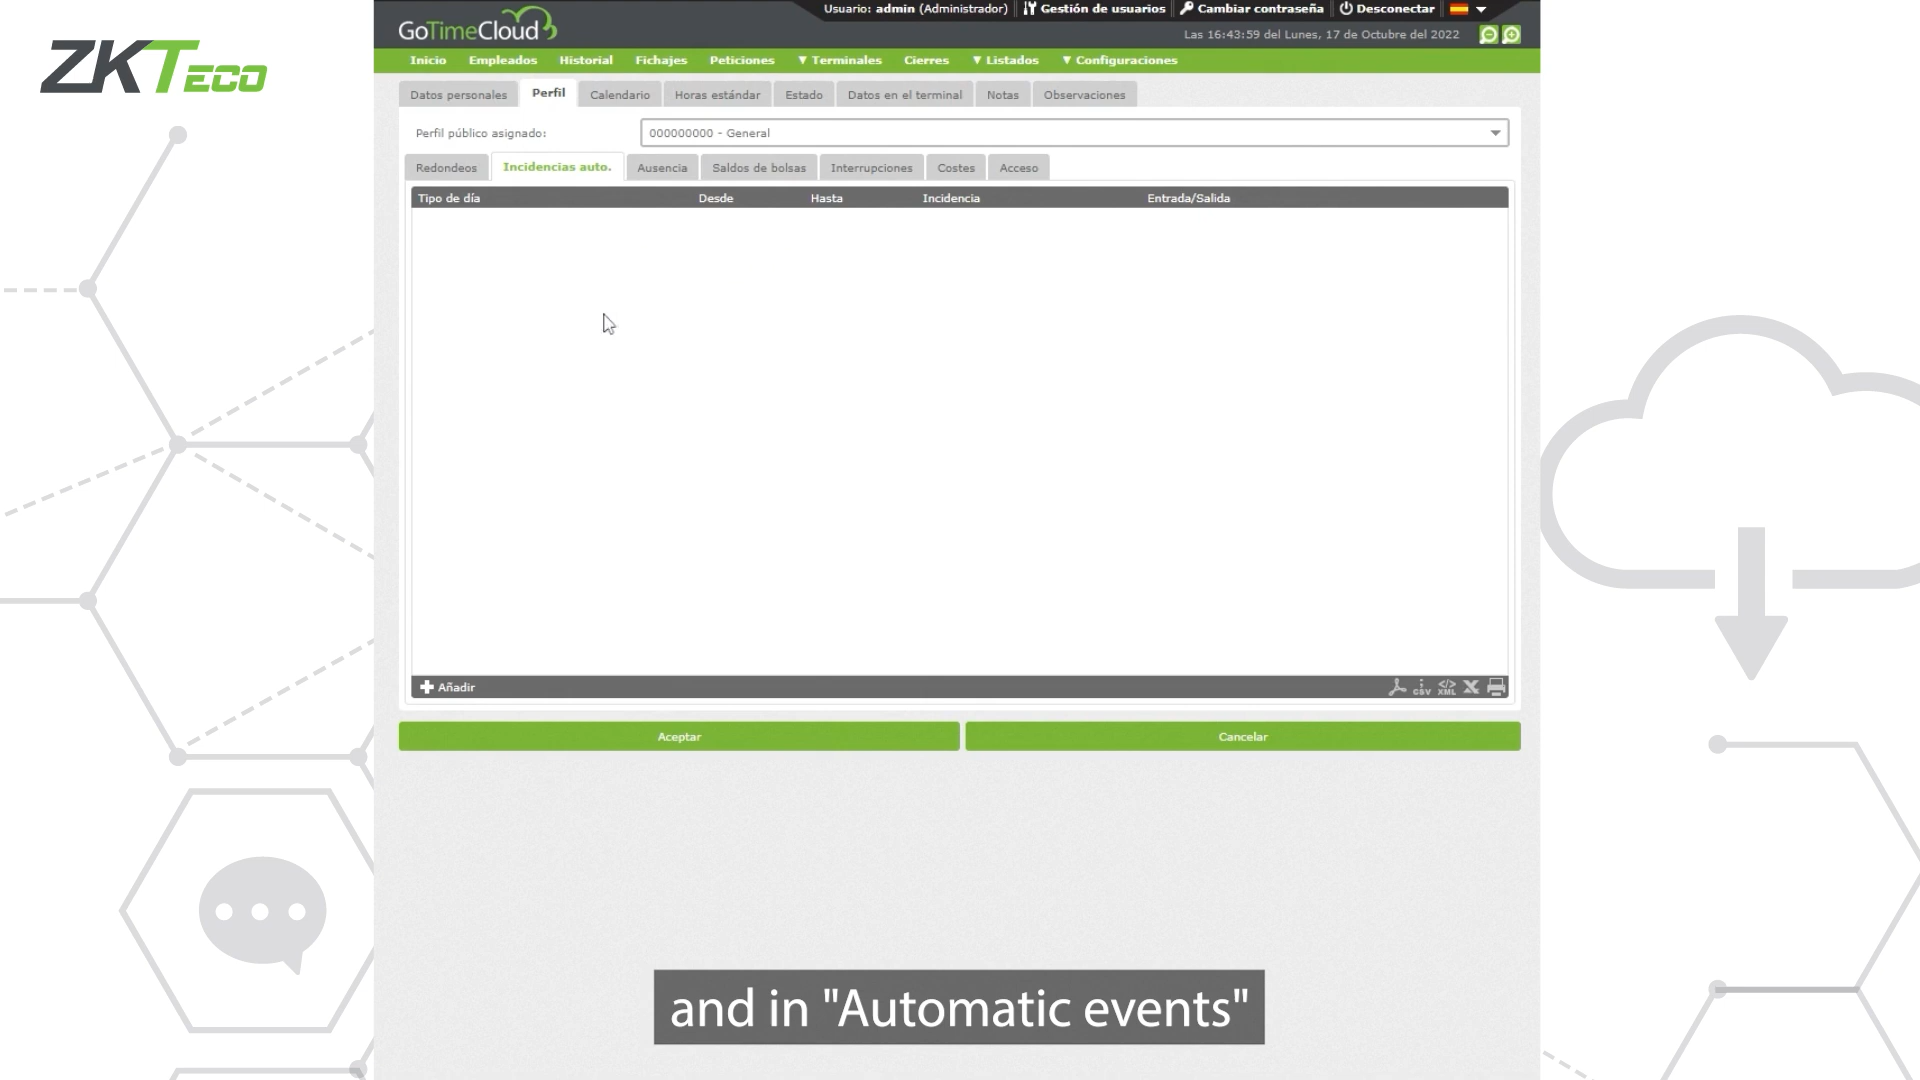 ZKTECO
GoTimeCloud
Usuario: admin (Administrador) Gestión de usuarios Cambiar contraseña Desconectar
Las 16:43:59 del Lunes, 17 de Octubre del 2022
Inicio Empleados Historial Fichajes Peticiones ▼ Terminales Cierres ▼ Listados ▼ Configuraciones
Datos personales Perfil Calendario Horas estándar Estado Datos en el terminal Notas Observaciones
Perfil público asignado: 000000000 - General
Redondeos Incidencias auto. Ausencia Saldos de bolsas Interrupciones Costes Acceso
Tipo de día Desde Hasta Incidencia Entrada/Salida
Añadir CSV XML
Aceptar Cancelar
and in "Automatic events"